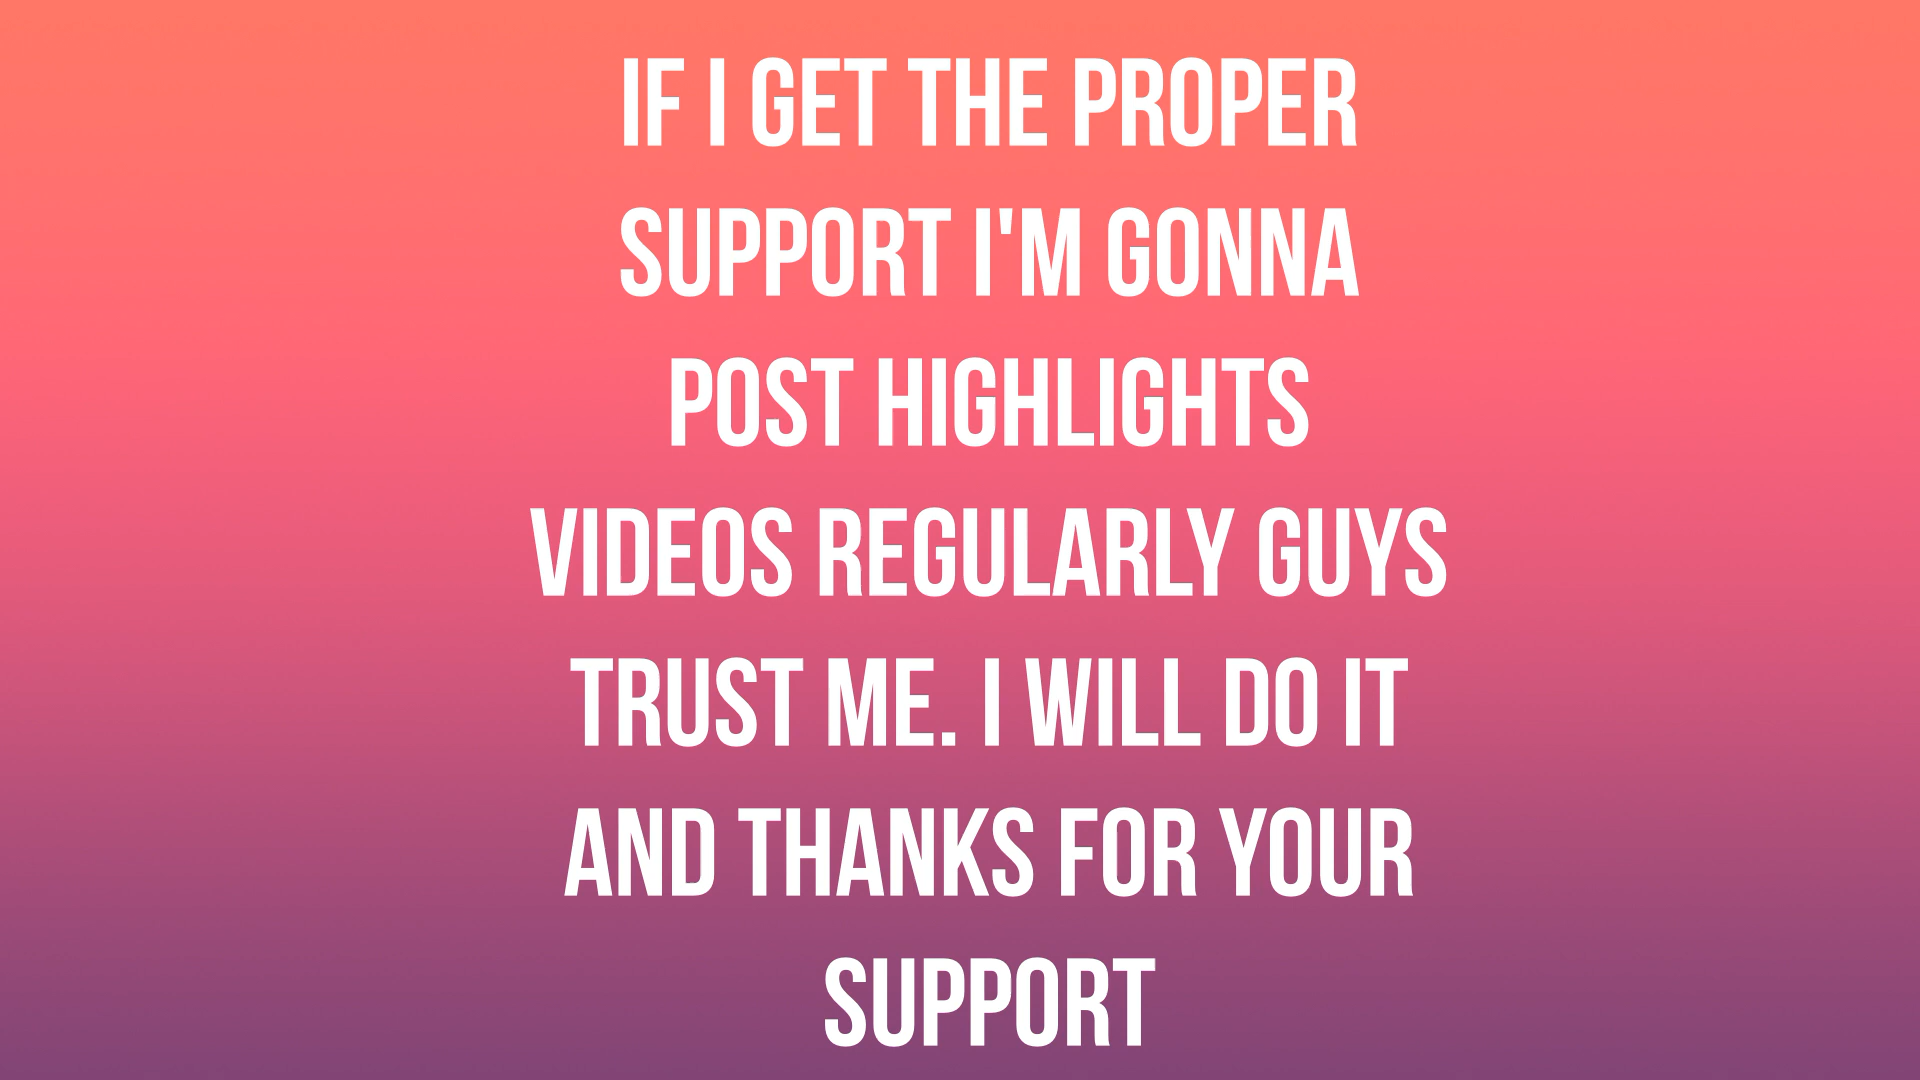 IF I GET THE PROPER
SUPPORT I'M GONNA
POST HIGHLIGHTS
VIDEOS REGULARLY GUYS
TRUST ME. I WILL DO IT
AND THANKS FOR YOUR
SUPPORT